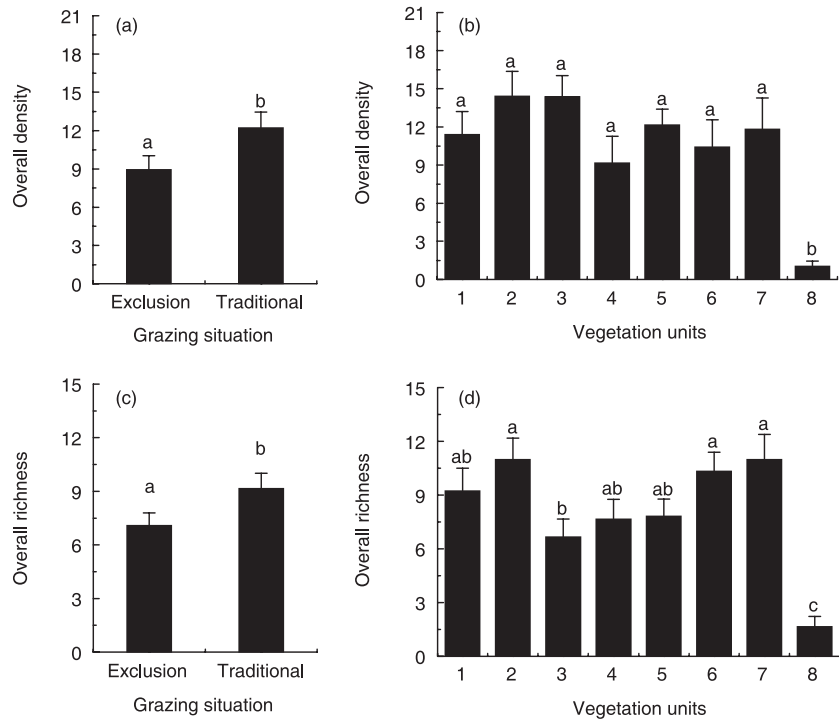 (a)
21
18
15
12
9
6
3
0
Overall density
a
b
Exclusion Traditional
Grazing situation
(b)
21
18
15
12
9
6
3
0
Overall density
a a a a a a a b
1 2 3 4 5 6 7 8
Vegetation units
(c)
15
12
9
6
3
0
Overall richness
a
b
Exclusion Traditional
Grazing situation
(d)
15
12
9
6
3
0
Overall richness
ab a b ab ab a a c
1 2 3 4 5 6 7 8
Vegetation units